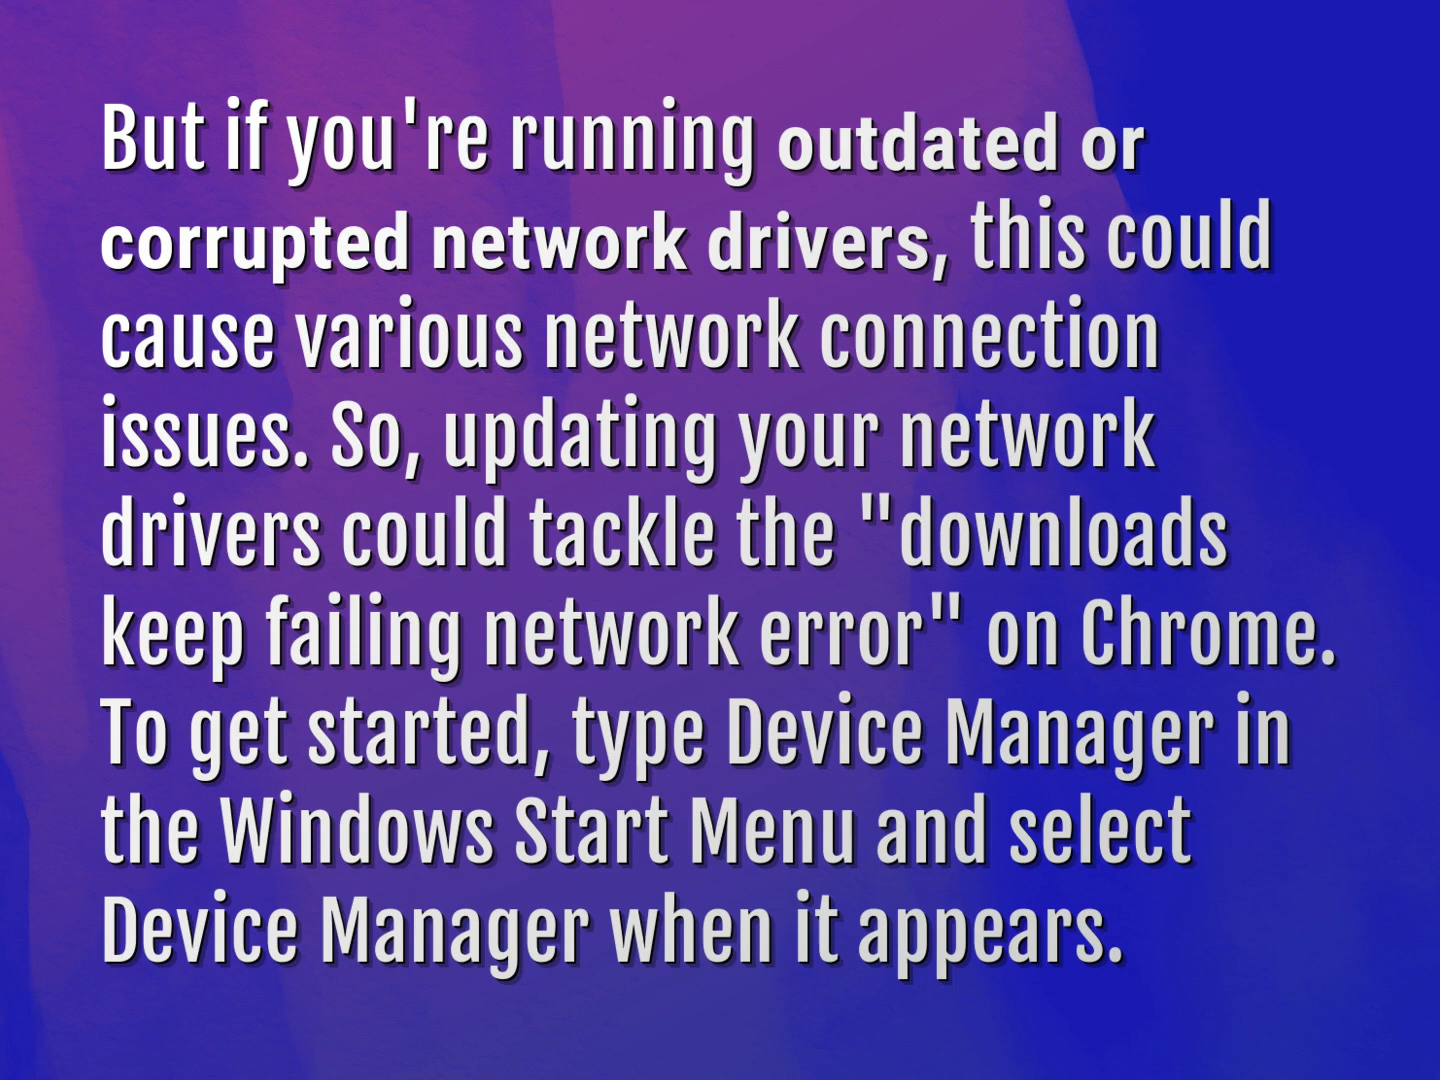 But if you're running outdated or
corrupted network drivers, this could
cause various network connection
issues. So, updating your network
drivers could tackle the "downloads
keep failing network error" on Chrome.
To get started, type Device Manager in
the Windows Start Menu and select
Device Manager when it appears.